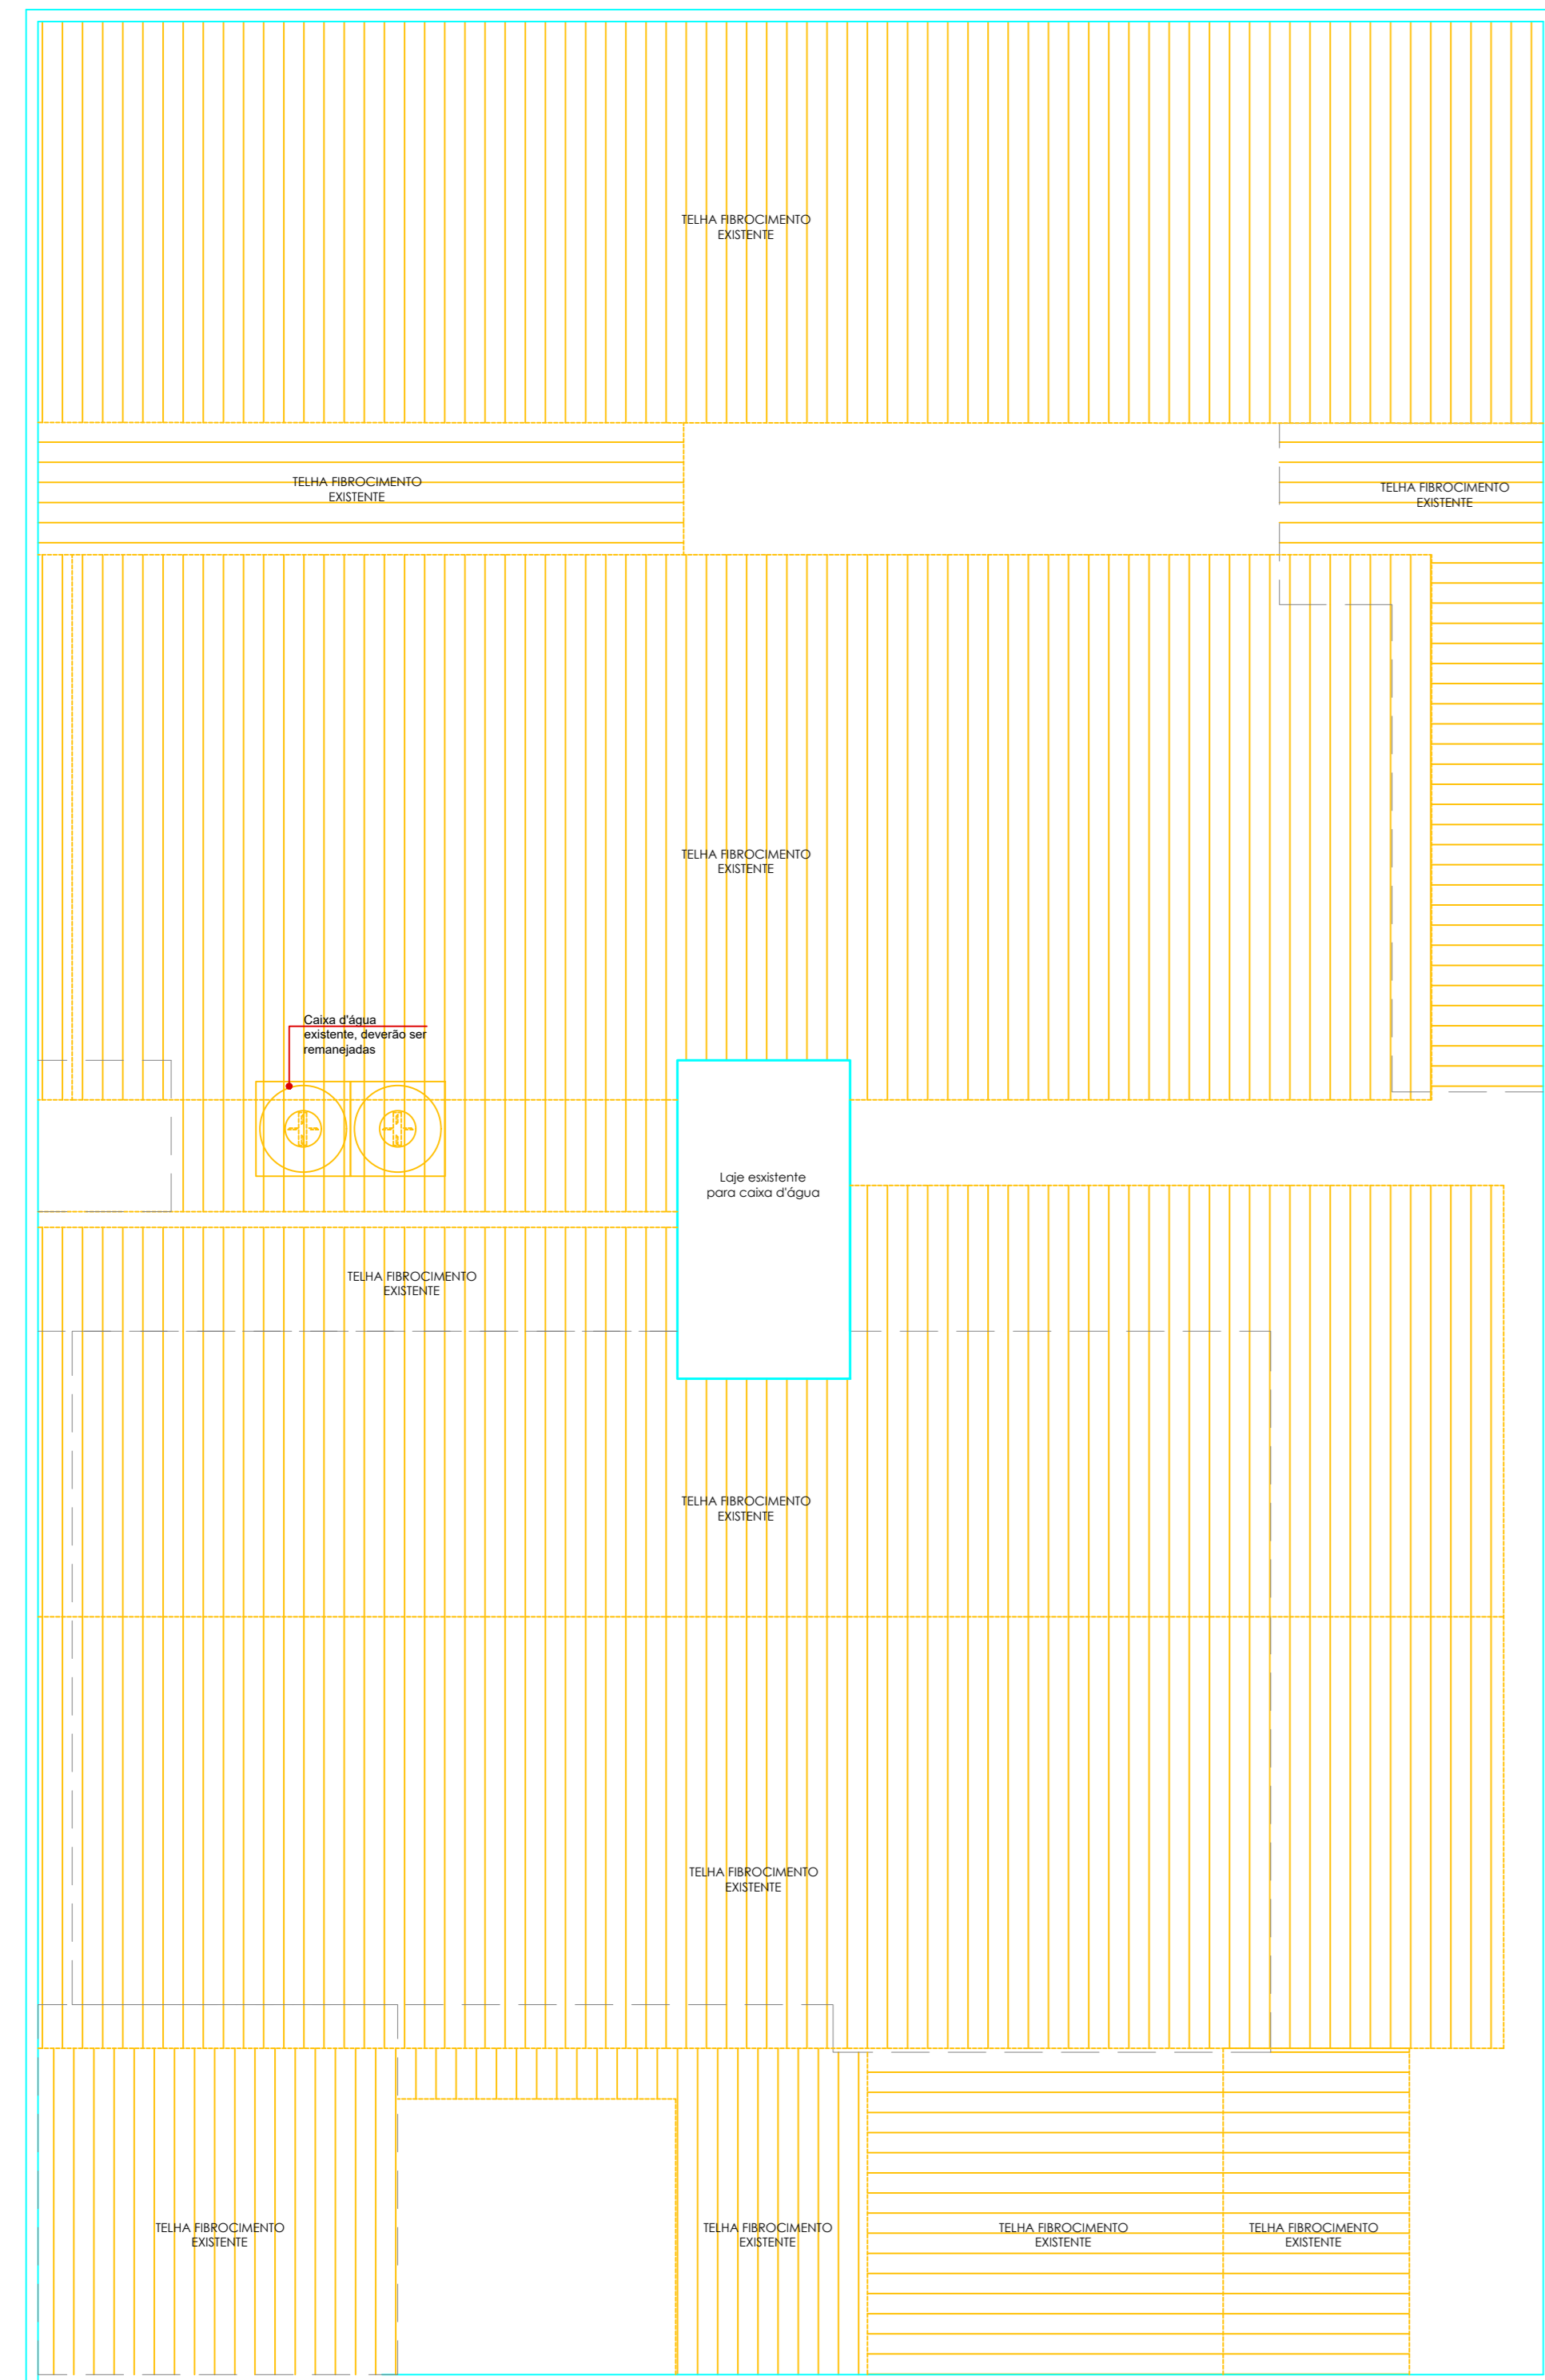 TELHA FIBROCIMENTO
EXISTENTE
TELHA FIBROCIMENTO
EXISTENTE
TELHA FIBROCIMENTO
EXISTENTE
TELHA FIBROCIMENTO
EXISTENTE
Caixa d'água
existente, deverão ser
remanejadas
Laje esxistente
para caixa d'água
TELHA FIBROCIMENTO
EXISTENTE
TELHA FIBROCIMENTO
EXISTENTE
TELHA FIBROCIMENTO
EXISTENTE
TELHA FIBROCIMENTO
EXISTENTE
TELHA FIBROCIMENTO
EXISTENTE
TELHA FIBROCIMENTO
EXISTENTE
TELHA FIBROCIMENTO
EXISTENTE